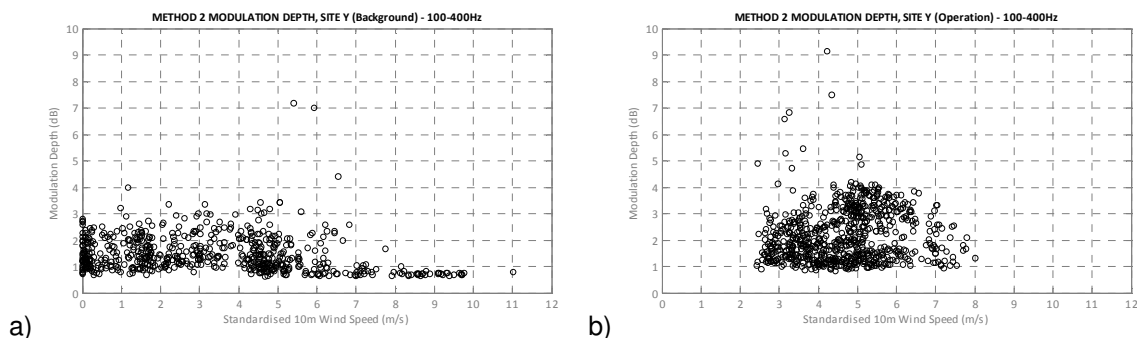 METHOD 2 MODULATION DEPTH, SITE Y (Background) - 100-400Hz
10
9
8
7
6
5
4
3
2
1
0
Modulation Depth (dB)
0 1 2 3 4 5 6 7 8 9 10 11 12
Standardised 10m Wind Speed (m/s)
a)
METHOD 2 MODULATION DEPTH, SITE Y (Operation) - 100-400Hz
10
9
8
7
6
5
4
3
2
1
0
Modulation Depth (dB)
0 1 2 3 4 5 6 7 8 9 10 11 12
Standardised 10m Wind Speed (m/s)
b)